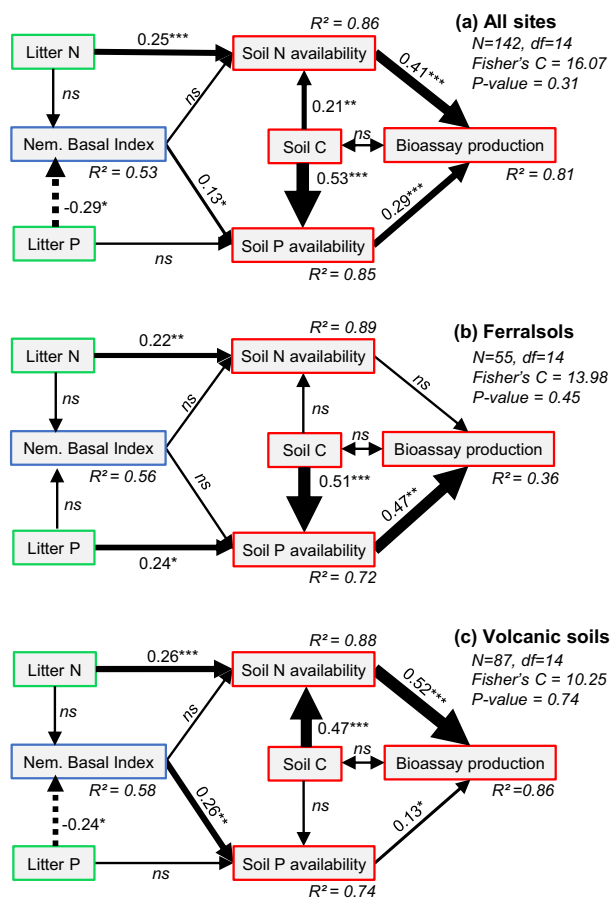 (a) All sites
N=142, df=14
Fisher's C = 16.07
P-value = 0.31
R² = 0.86
Litter N
0.25***
Soil N availability
0.41***
ns
ns
0.21**
Nem. Basal Index
R² = 0.53
Soil C
ns
Bioassay production
R² = 0.81
0.13*
0.53***
0.29***
-0.29*
Litter P
ns
Soil P availability
R² = 0.85
(b) Ferralsols
N=55, df=14
Fisher's C = 13.98
P-value = 0.45
R² = 0.89
Litter N
0.22**
Soil N availability
ns
ns
ns
ns
Nem. Basal Index
R² = 0.56
Soil C
ns
Bioassay production
R² = 0.36
ns
ns
0.51***
0.47**
Litter P
0.24*
Soil P availability
R² = 0.72
(c) Volcanic soils
N=87, df=14
Fisher's C = 10.25
P-value = 0.74
R² = 0.88
Litter N
0.26***
Soil N availability
0.52***
ns
ns
0.47***
Nem. Basal Index
R² = 0.58
Soil C
ns
Bioassay production
R² =0.86
0.26**
ns
0.13*
-0.24*
Litter P
ns
Soil P availability
R² = 0.74